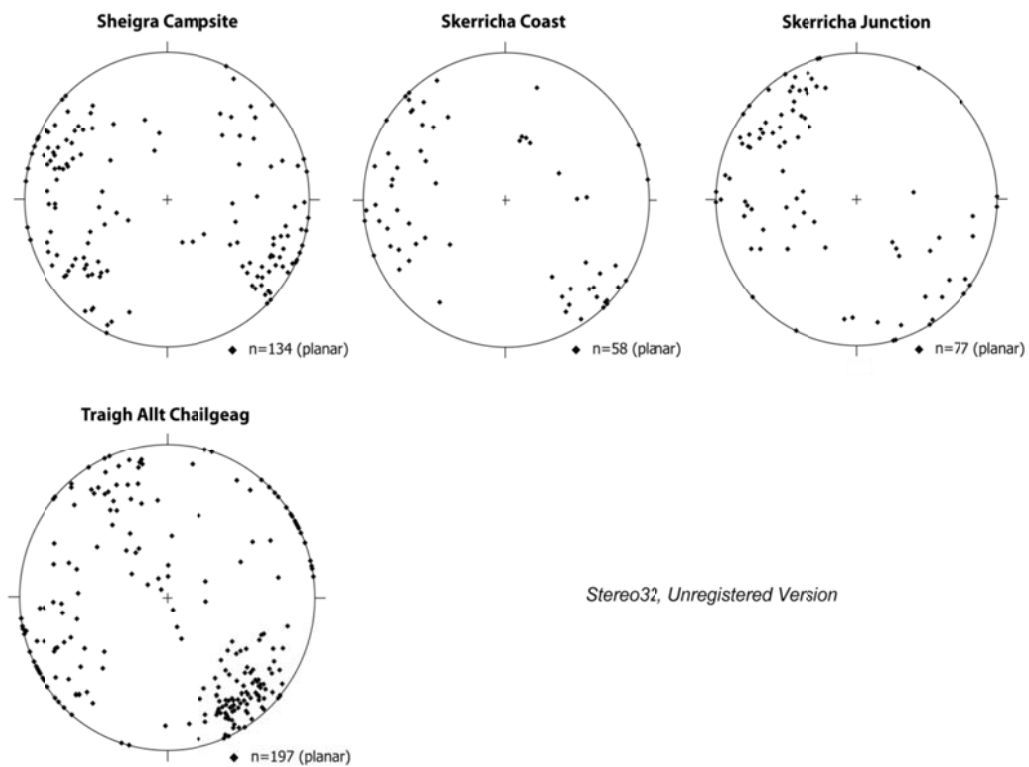 Sheigra Campsite
Skerricha Coast
Skerricha Junction
n=134 (planar)
n=58 (planar)
n=77 (planar)
Traigh Allt Chailgeag
Stereo32, Unregistered Version
n=197 (planar)